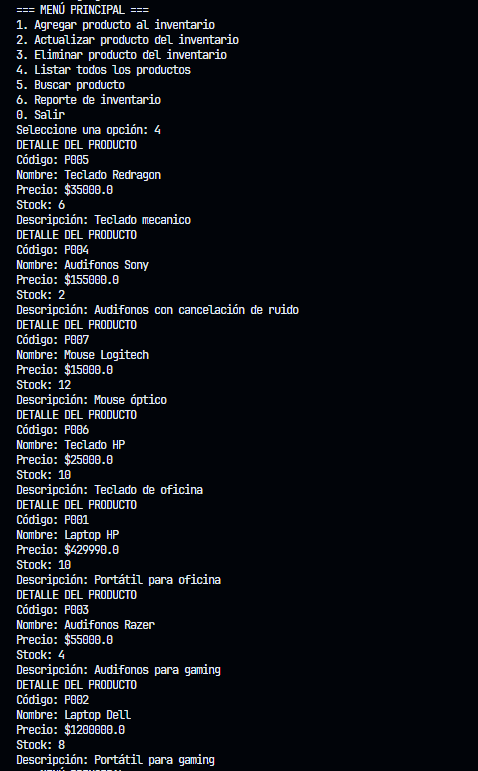 === MENÚ PRINCIPAL ===
1. Agregar producto al inventario
2. Actualizar producto del inventario
3. Eliminar producto del inventario
4. Listar todos los productos
5. Buscar producto
6. Reporte de inventario
0. Salir
Seleccione una opción: 4
DETALLE DEL PRODUCTO
Código: P005
Nombre: Teclado Redragon
Precio: $35000.0
Stock: 6
Descripción: Teclado mecanico
DETALLE DEL PRODUCTO
Código: P004
Nombre: Audifonos Sony
Precio: $155000.0
Stock: 2
Descripción: Audifonos con cancelación de ruido
DETALLE DEL PRODUCTO
Código: P007
Nombre: Mouse Logitech
Precio: $15000.0
Stock: 12
Descripción: Mouse óptico
DETALLE DEL PRODUCTO
Código: P006
Nombre: Teclado HP
Precio: $25000.0
Stock: 10
Descripción: Teclado de oficina
DETALLE DEL PRODUCTO
Código: P001
Nombre: Laptop HP
Precio: $429990.0
Stock: 10
Descripción: Portátil para oficina
DETALLE DEL PRODUCTO
Código: P003
Nombre: Audifonos Razer
Precio: $55000.0
Stock: 4
Descripción: Audifonos para gaming
DETALLE DEL PRODUCTO
Código: P002
Nombre: Laptop Dell
Precio: $1200000.0
Stock: 8
Descripción: Portátil para gaming